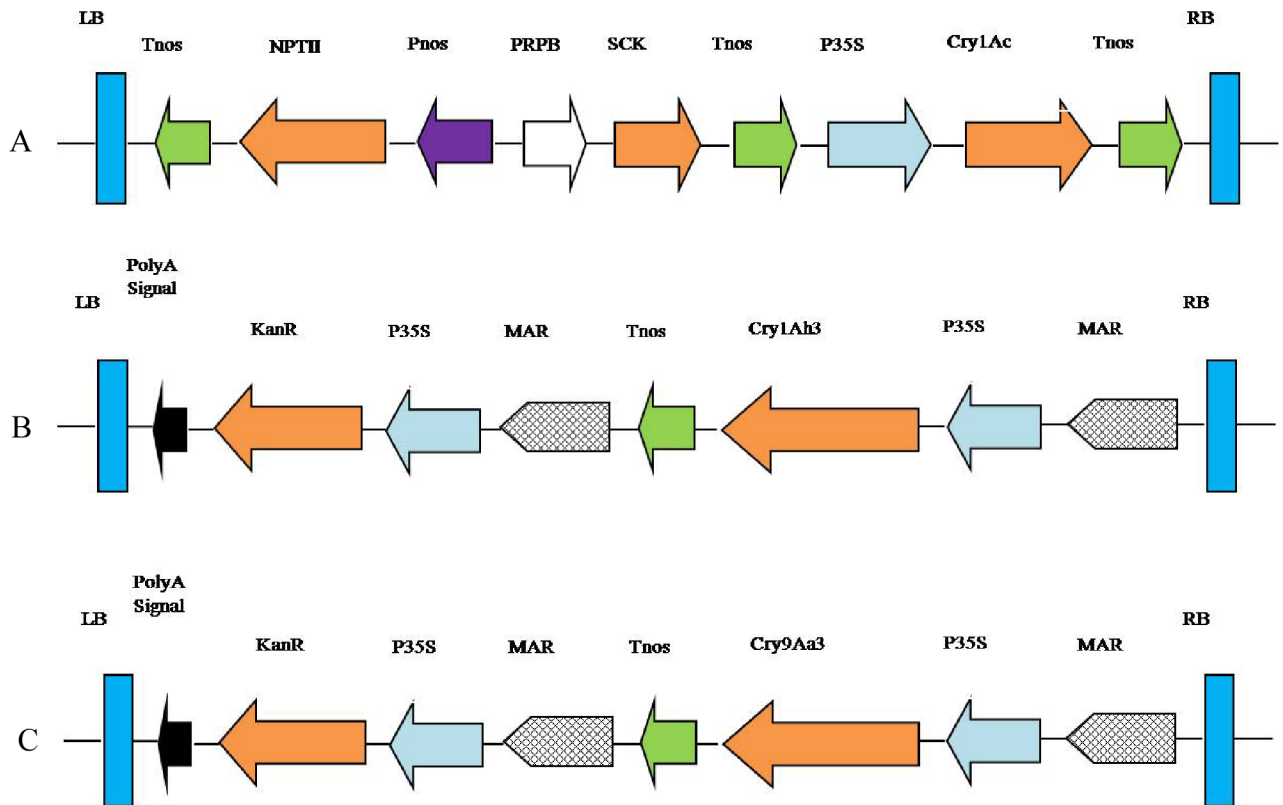 LB Tnos NPTII Pnos PRPB SCK Tnos P35S Cry1Ac Tnos RB
A
PolyA
Signal
LB KanR P35S MAR Tnos Cry1Ah3 P35S MAR RB
B
PolyA
Signal
LB KanR P35S MAR Tnos Cry9Aa3 P35S MAR RB
C